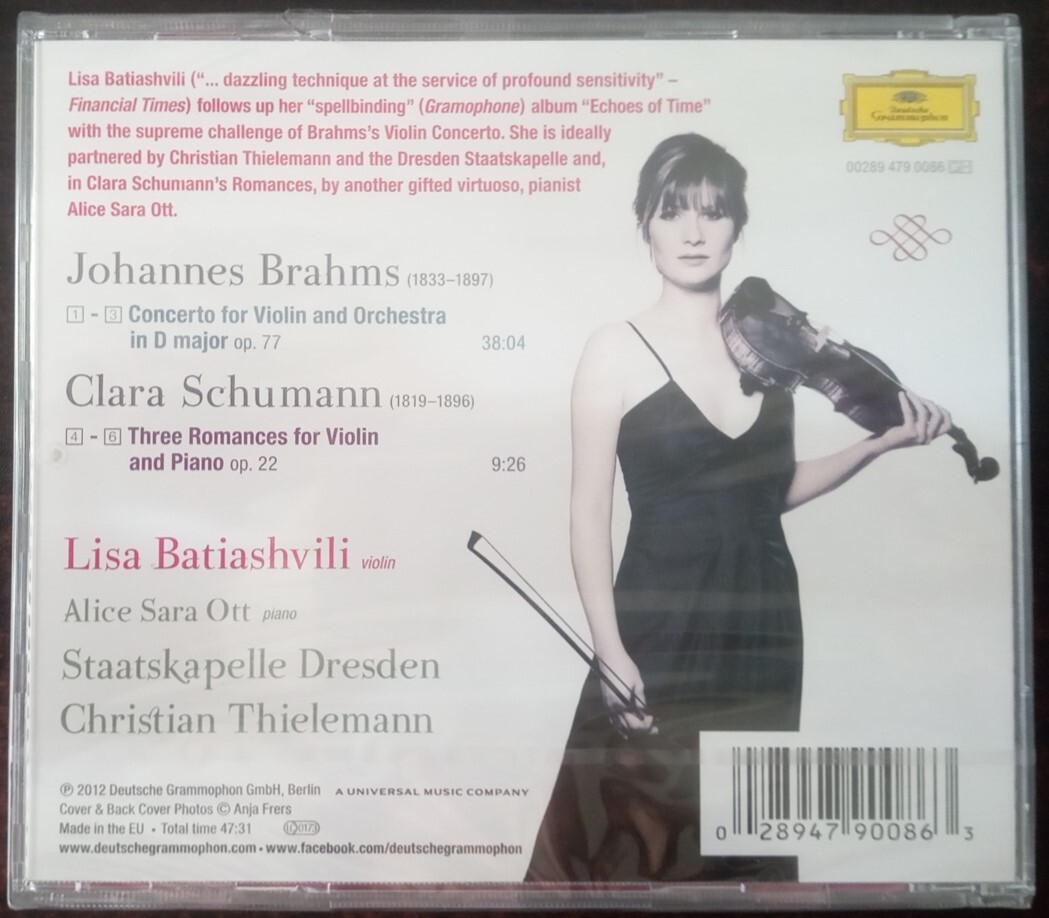 Lisa Batiashvili (“... dazzling technique at the service of profound sensitivity” –
Financial Times) follows up her “spellbinding” (Gramophone) album “Echoes of Time”
with the supreme challenge of Brahms’s Violin Concerto. She is ideally
partnered by Christian Thielemann and the Dresden Staatskapelle and,
in Clara Schumann’s Romances, by another gifted virtuoso, pianist
Alice Sara Ott.
Deutsche
Grammophon
00289 479 0086
Johannes Brahms (1833–1897)
1 - 3 Concerto for Violin and Orchestra
in D major op. 77 38:04
Clara Schumann (1819–1896)
4 - 6 Three Romances for Violin
and Piano op. 22 9:26
Lisa Batiashvili violin
Alice Sara Ott piano
Staatskapelle Dresden
Christian Thielemann
℗ 2012 Deutsche Grammophon GmbH, Berlin A UNIVERSAL MUSIC COMPANY
Cover & Back Cover Photos © Anja Frers
Made in the EU • Total time 47:31
www.deutschegrammophon.com • www.facebook.com/deutschegrammophon
0 28947 90086 3